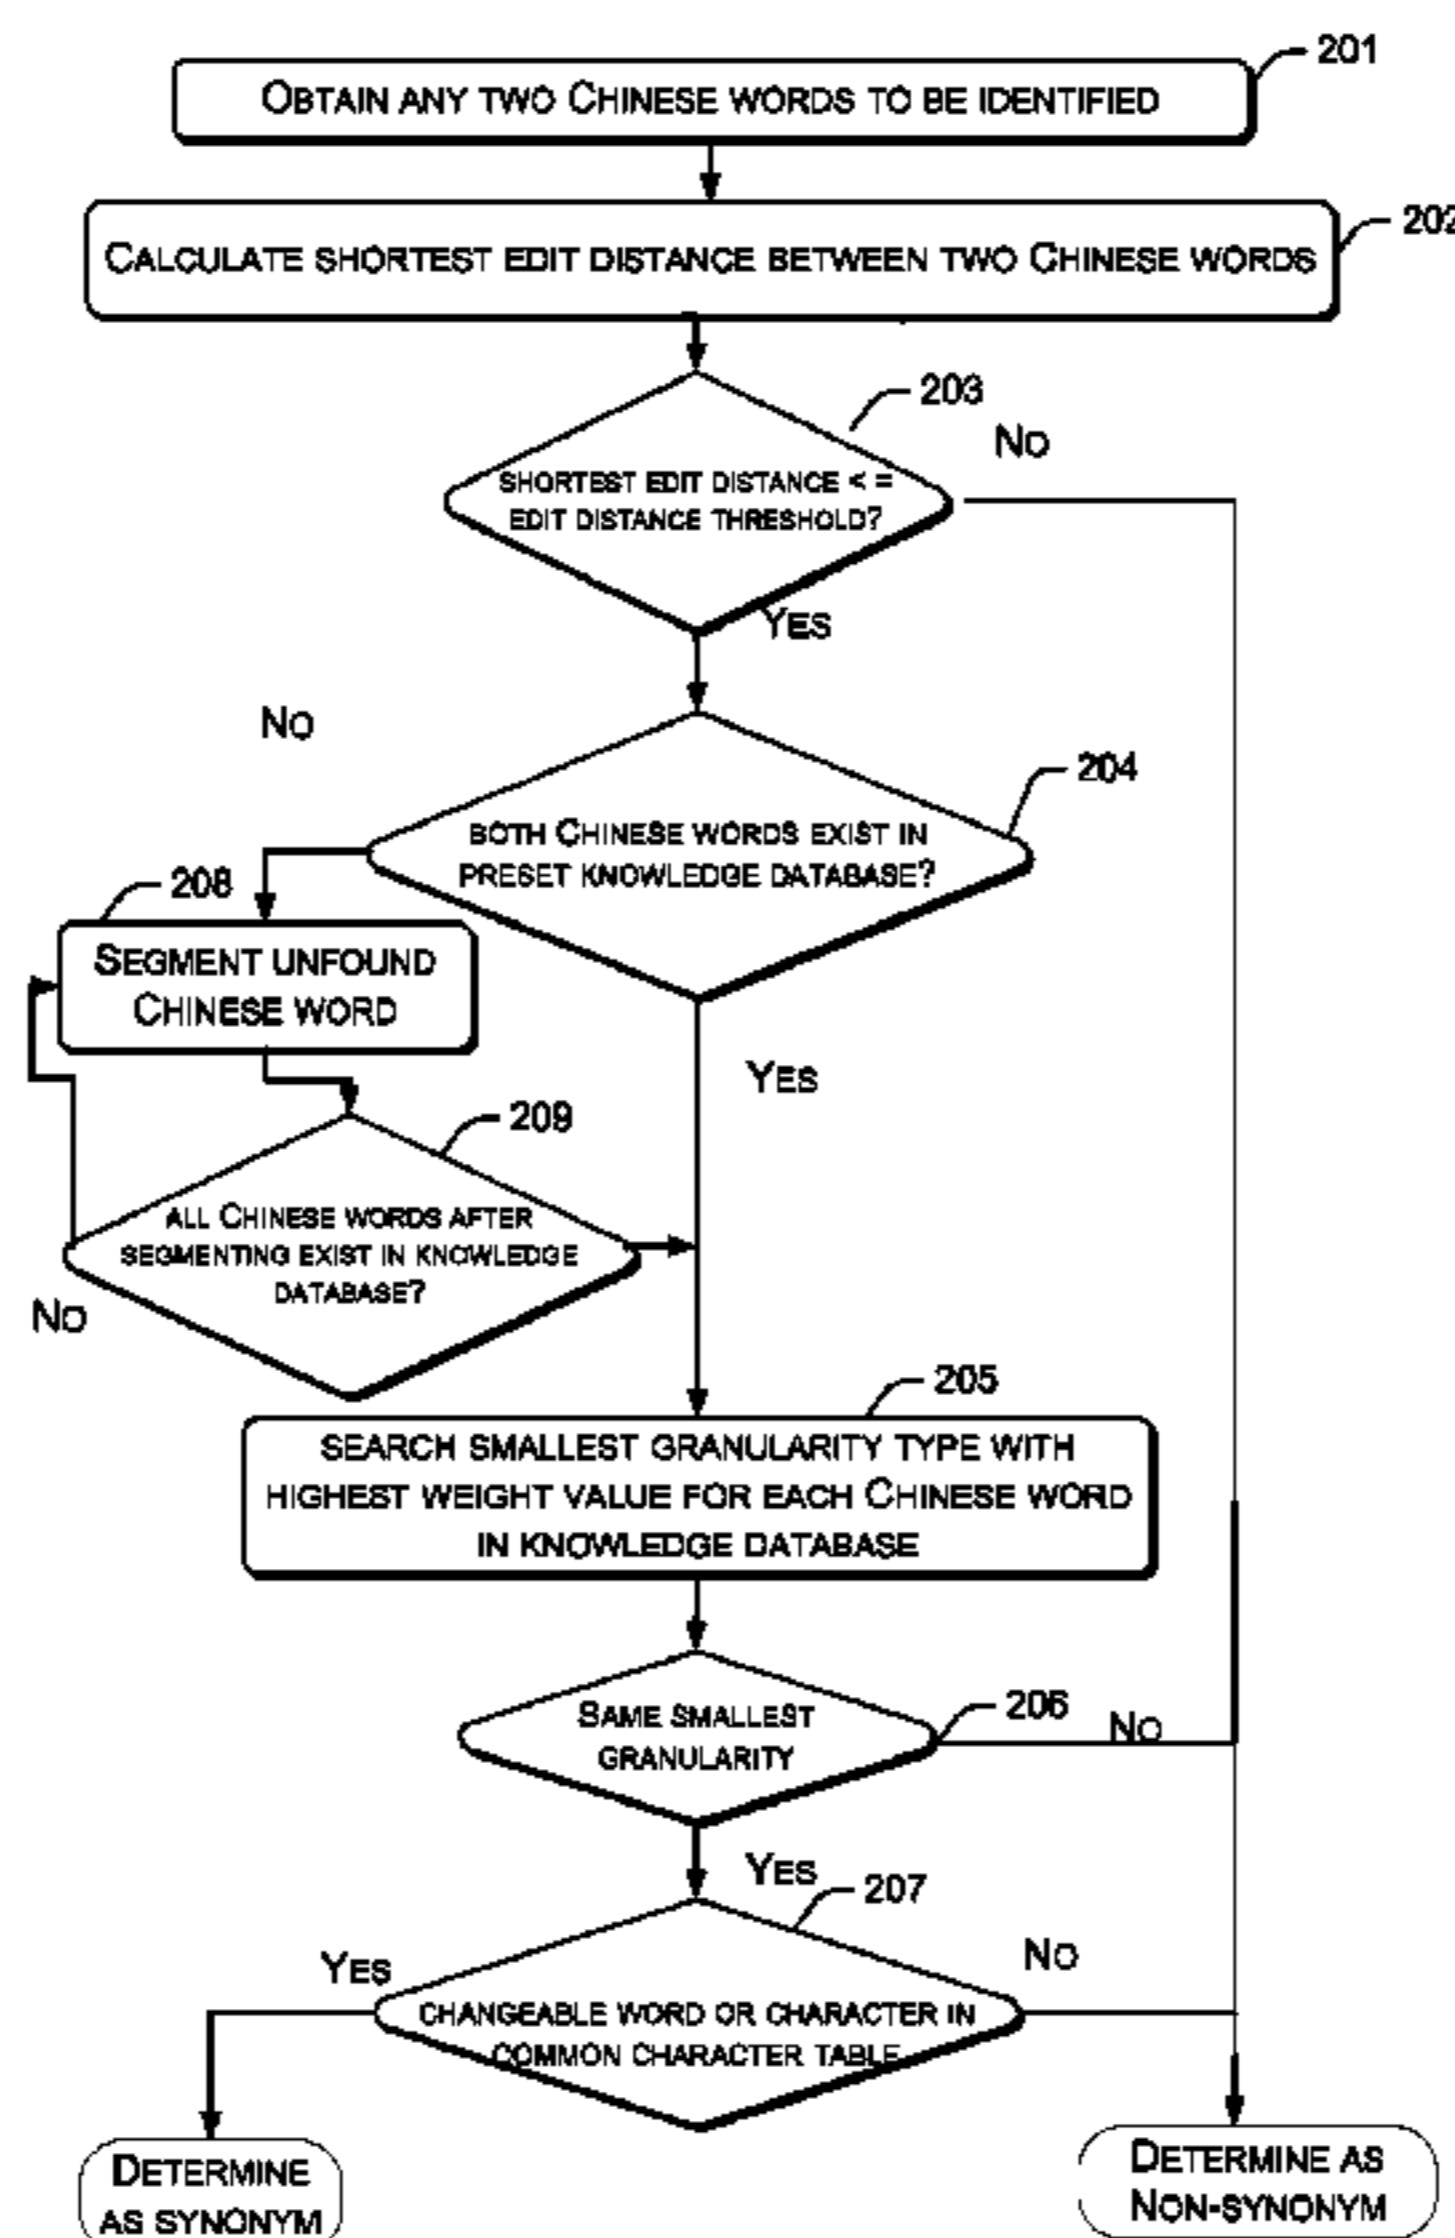 201
OBTAIN ANY TWO CHINESE WORDS TO BE IDENTIFIED
202
CALCULATE SHORTEST EDIT DISTANCE BETWEEN TWO CHINESE WORDS
203
NO
SHORTEST EDIT DISTANCE < =
EDIT DISTANCE THRESHOLD?
YES
NO
204
BOTH CHINESE WORDS EXIST IN
PRESET KNOWLEDGE DATABASE?
208
SEGMENT UNFOUND
CHINESE WORD
YES
209
ALL CHINESE WORDS AFTER
SEGMENTING EXIST IN KNOWLEDGE
DATABASE?
NO
205
SEARCH SMALLEST GRANULARITY TYPE WITH
HIGHEST WEIGHT VALUE FOR EACH CHINESE WORD
IN KNOWLEDGE DATABASE
206
NO
SAME SMALLEST
GRANULARITY
YES
207
YES
NO
CHANGEABLE WORD OR CHARACTER IN
COMMON CHARACTER TABLE
DETERMINE
AS SYNONYM
DETERMINE AS
NON-SYNONYM